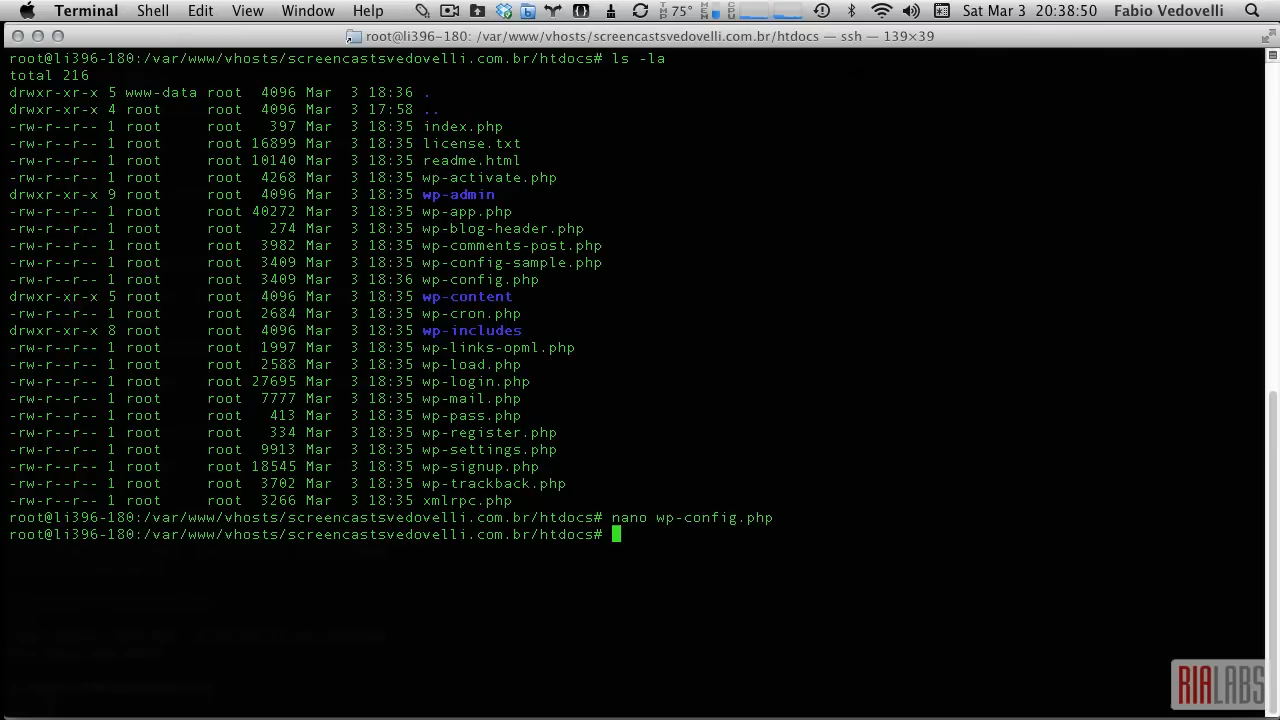 Terminal Shell Edit View Window Help 75° Sat Mar 3 20:38:50 Fabio Vedovelli
root@li396-180: /var/www/vhosts/screencastsvedovelli.com.br/htdocs — ssh — 139×39
root@li396-180:/var/www/vhosts/screencastsvedovelli.com.br/htdocs# ls -la
total 216
drwxr-xr-x 5 www-data root  4096 Mar  3 18:36 .
drwxr-xr-x 4 root     root  4096 Mar  3 17:58 ..
-rw-r--r-- 1 root     root   397 Mar  3 18:35 index.php
-rw-r--r-- 1 root     root 16899 Mar  3 18:35 license.txt
-rw-r--r-- 1 root     root 10140 Mar  3 18:35 readme.html
-rw-r--r-- 1 root     root  4268 Mar  3 18:35 wp-activate.php
drwxr-xr-x 9 root     root  4096 Mar  3 18:35 wp-admin
-rw-r--r-- 1 root     root 40272 Mar  3 18:35 wp-app.php
-rw-r--r-- 1 root     root   274 Mar  3 18:35 wp-blog-header.php
-rw-r--r-- 1 root     root  3982 Mar  3 18:35 wp-comments-post.php
-rw-r--r-- 1 root     root  3409 Mar  3 18:35 wp-config-sample.php
-rw-r--r-- 1 root     root  3409 Mar  3 18:36 wp-config.php
drwxr-xr-x 5 root     root  4096 Mar  3 18:35 wp-content
-rw-r--r-- 1 root     root  2684 Mar  3 18:35 wp-cron.php
drwxr-xr-x 8 root     root  4096 Mar  3 18:35 wp-includes
-rw-r--r-- 1 root     root  1997 Mar  3 18:35 wp-links-opml.php
-rw-r--r-- 1 root     root  2588 Mar  3 18:35 wp-load.php
-rw-r--r-- 1 root     root 27695 Mar  3 18:35 wp-login.php
-rw-r--r-- 1 root     root  7777 Mar  3 18:35 wp-mail.php
-rw-r--r-- 1 root     root   413 Mar  3 18:35 wp-pass.php
-rw-r--r-- 1 root     root   334 Mar  3 18:35 wp-register.php
-rw-r--r-- 1 root     root  9913 Mar  3 18:35 wp-settings.php
-rw-r--r-- 1 root     root 18545 Mar  3 18:35 wp-signup.php
-rw-r--r-- 1 root     root  3702 Mar  3 18:35 wp-trackback.php
-rw-r--r-- 1 root     root  3266 Mar  3 18:35 xmlrpc.php
root@li396-180:/var/www/vhosts/screencastsvedovelli.com.br/htdocs# nano wp-config.php
root@li396-180:/var/www/vhosts/screencastsvedovelli.com.br/htdocs#
RIALABS